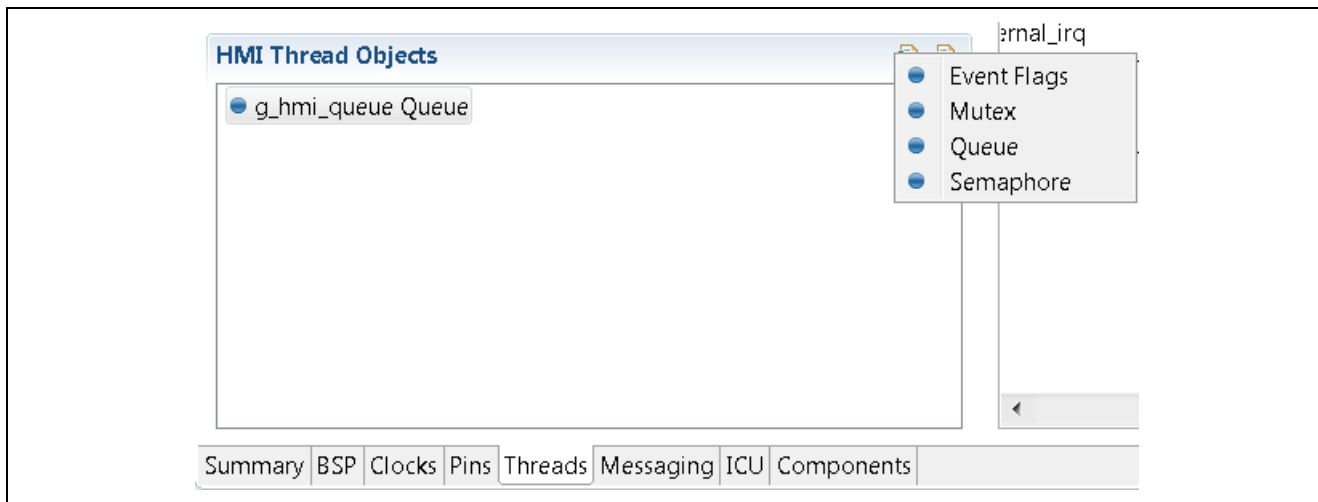 ernal_irq
HMI Thread Objects
Event Flags
g_hmi_queue Queue
Mutex
Queue
Semaphore
Summary BSP Clocks Pins Threads Messaging ICU Components